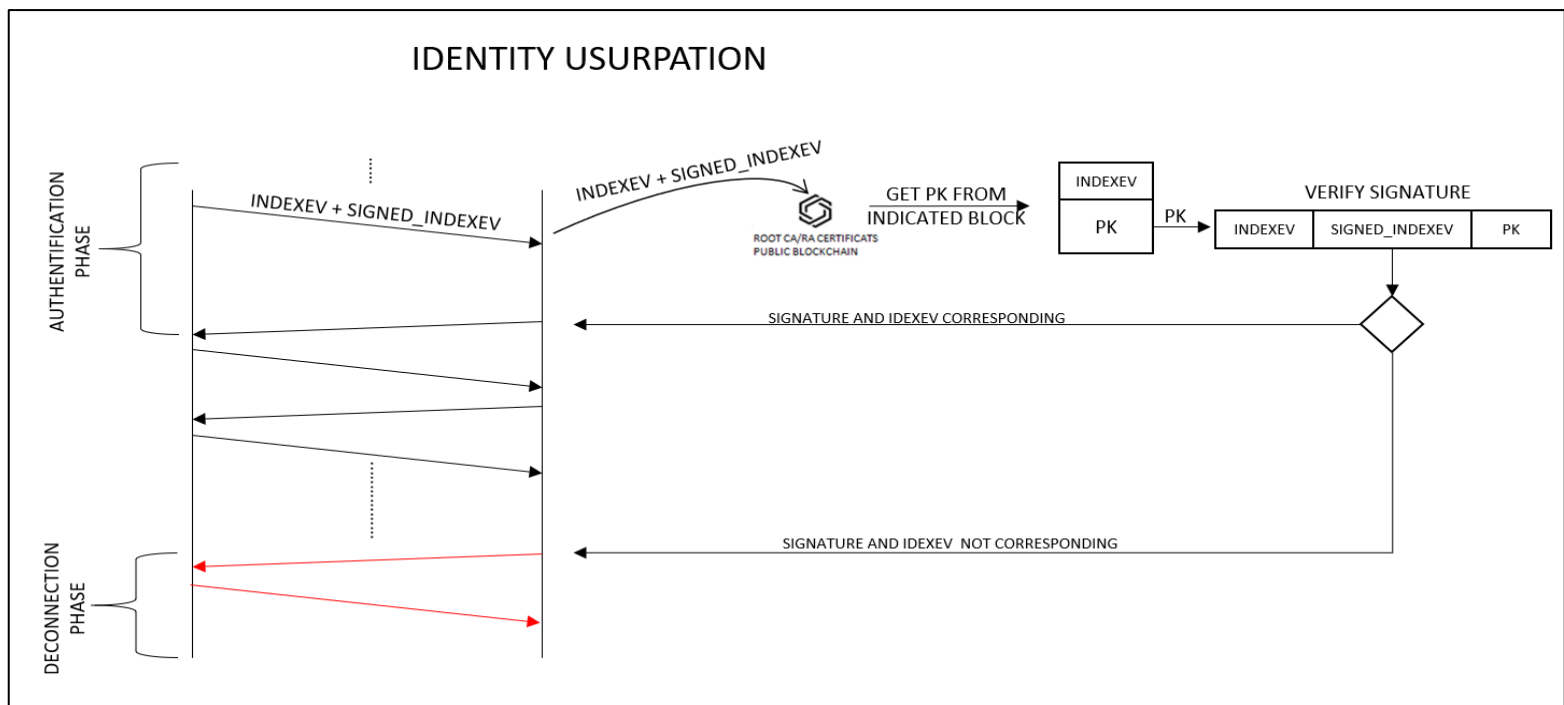 IDENTITY USURPATION
AUTHENTIFICATION
PHASE
INDEXEV + SIGNED_INDEXEV
INDEXEV + SIGNED_INDEXEV
ROOT CA/RA CERTIFICATS
PUBLIC BLOCKCHAIN
GET PK FROM
INDICATED BLOCK
INDEXEV
PK
PK
VERIFY SIGNATURE
INDEXEV SIGNED_INDEXEV PK
SIGNATURE AND IDEXEV CORRESPONDING
SIGNATURE AND IDEXEV NOT CORRESPONDING
DECONNECTION
PHASE